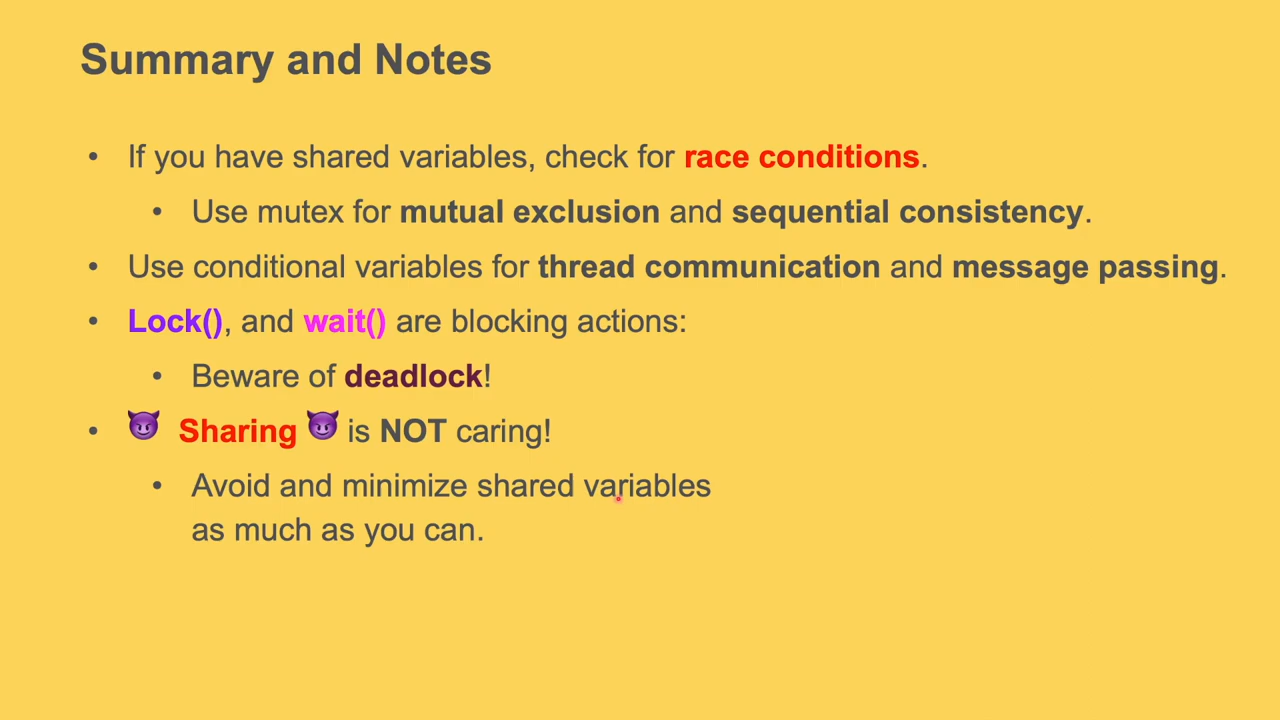 Summary and Notes
• If you have shared variables, check for race conditions.
• Use mutex for mutual exclusion and sequential consistency.
• Use conditional variables for thread communication and message passing.
• Lock(), and wait() are blocking actions:
• Beware of deadlock!
• 😈 Sharing 😈 is NOT caring!
• Avoid and minimize shared variables
as much as you can.